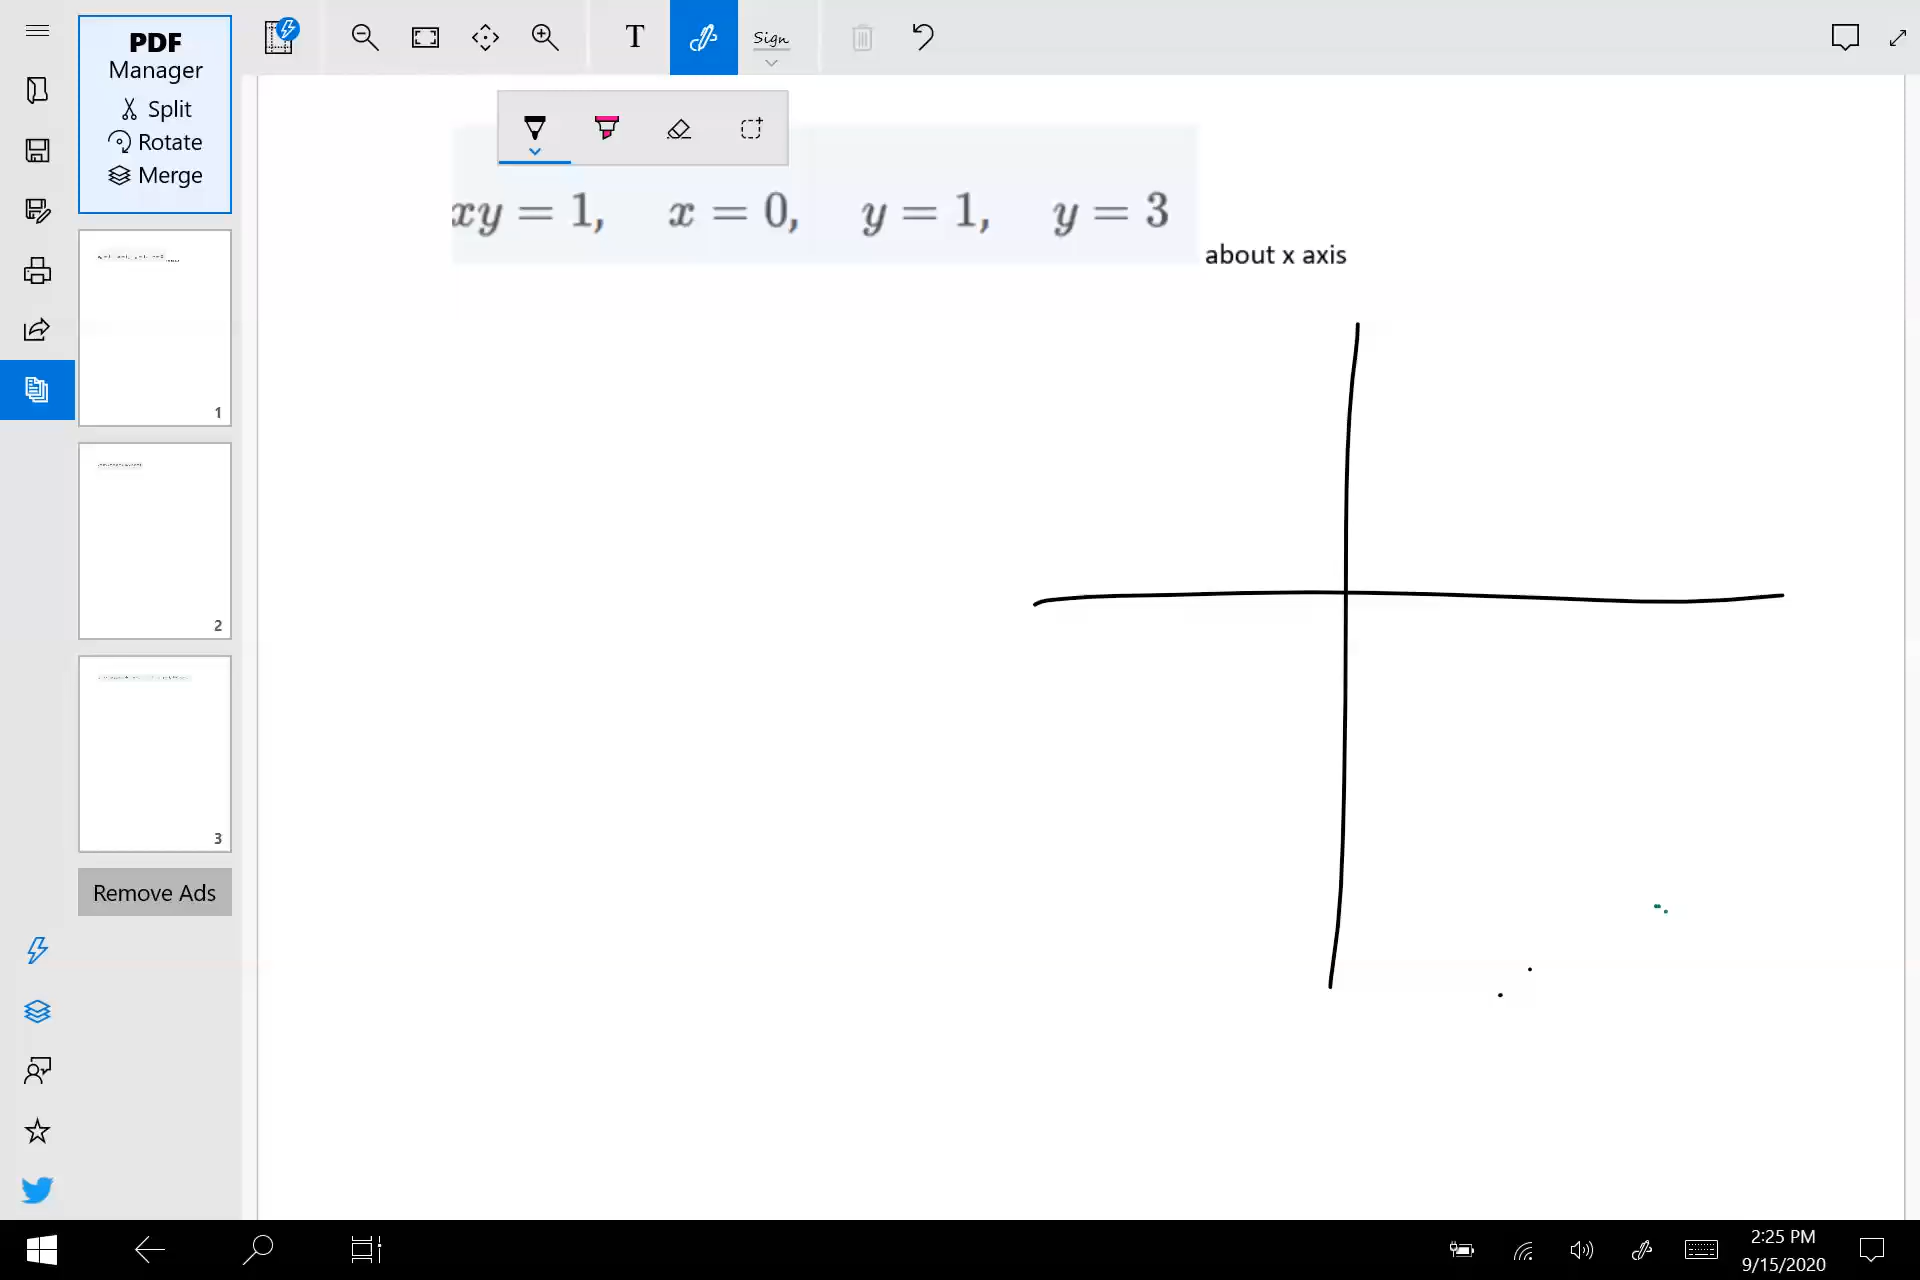 PDF
Manager
Split
Rotate
Merge
T
Sign
xy = 1, x = 0, y = 1, y = 3
about x axis
1
2
3
Remove Ads
2:25 PM
9/15/2020